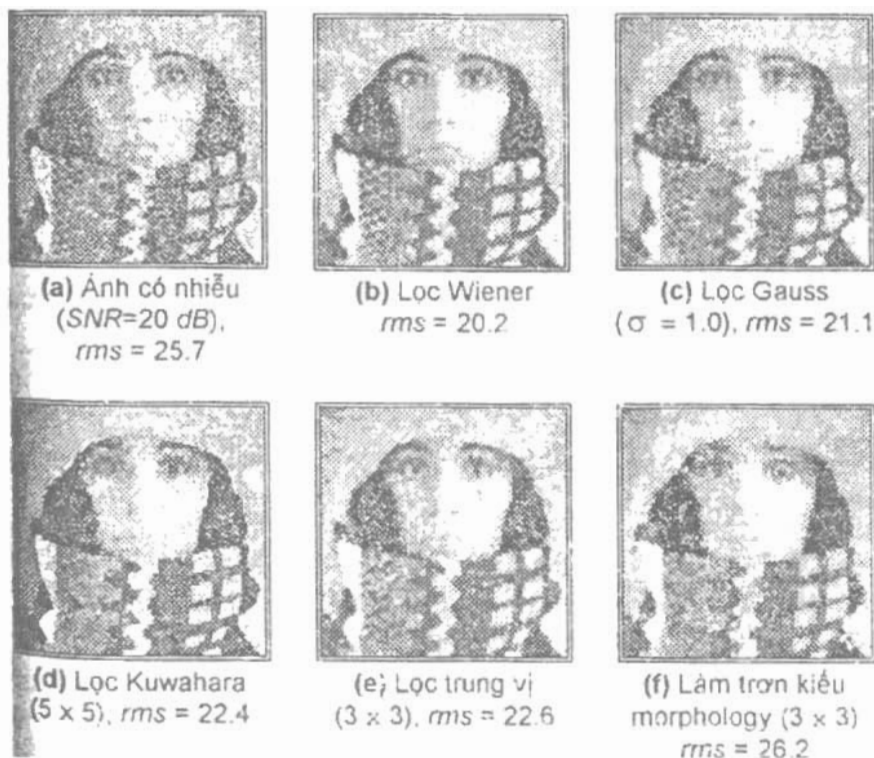 (a) Ảnh có nhiễu
(SNR=20 dB),
rms = 25.7
(b) Lọc Wiener
rms = 20.2
(c) Lọc Gauss
(σ = 1.0), rms = 21.1
(d) Lọc Kuwahara
(5 x 5), rms = 22.4
(e) Lọc trung vị
(3 × 3), rms = 22.6
(f) Làm trơn kiểu
morphology (3 × 3)
rms = 26.2